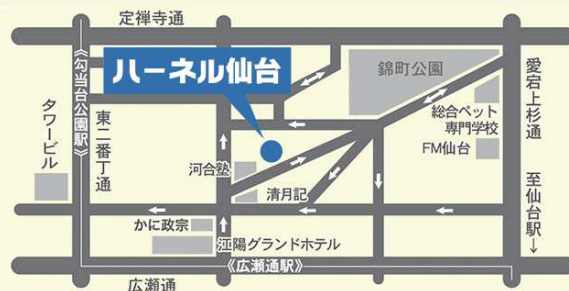 定禅寺通
ハーネル仙台
錦町公園
《勾当台公園駅》
愛宕上杉通
タワービル
東二番丁通
総合ペット
専門学校
FM仙台
河合塾
清月記
至仙台駅→
かに政宗
江陽グランドホテル
《広瀬通駅》
広瀬通